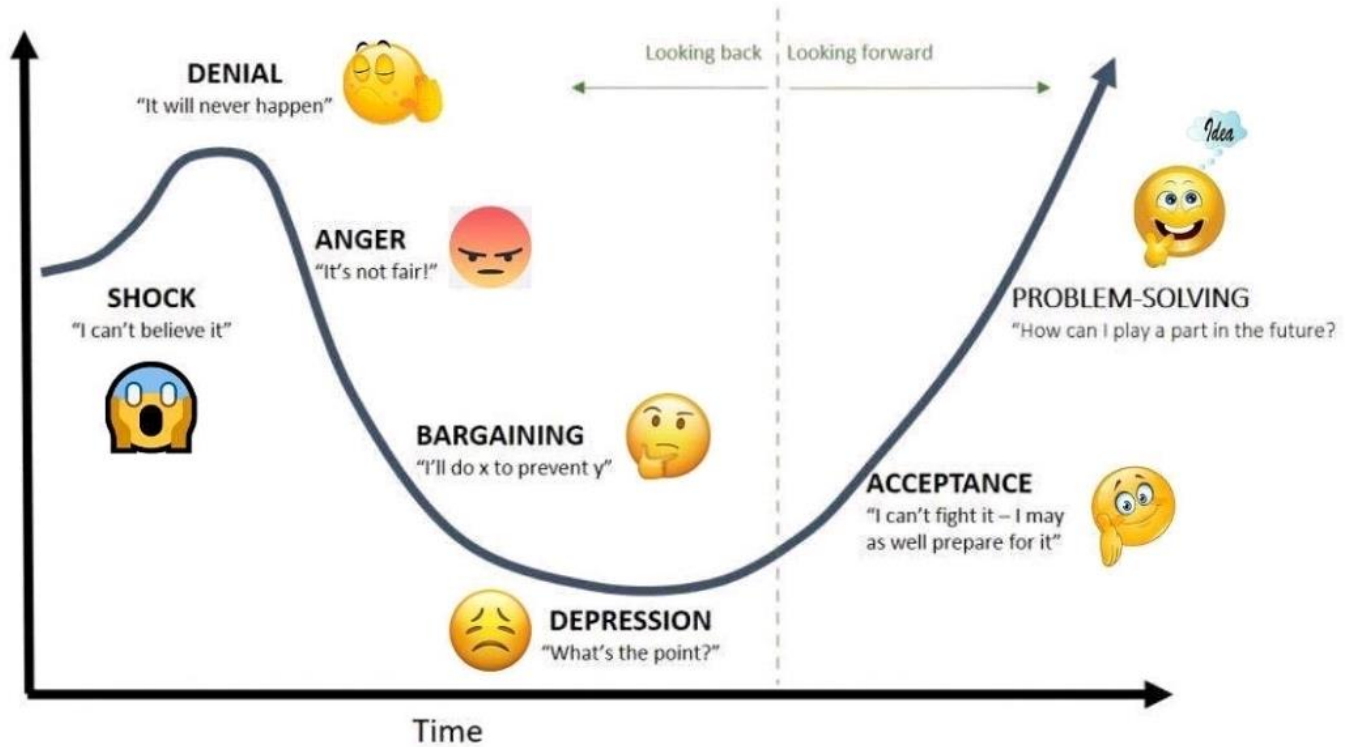 DENIAL
“It will never happen”
Looking back
Looking forward
Idea
ANGER
“It's not fair!”
SHOCK
“I can't believe it”
PROBLEM-SOLVING
“How can I play a part in the future?
BARGAINING
“I'll do x to prevent y”
ACCEPTANCE
“I can't fight it – I may
as well prepare for it”
DEPRESSION
“What's the point?”
Time